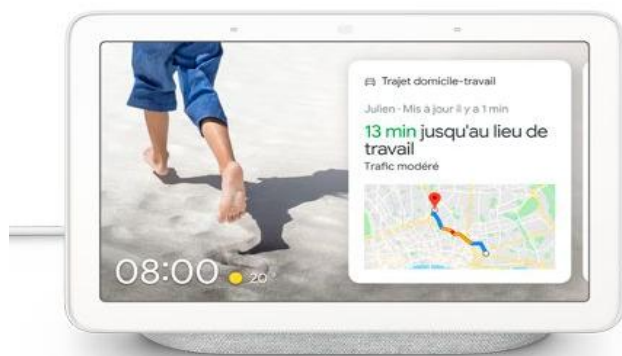 Trajet domicile-travail
Julien · Mis à jour il y a 1 min
13 min jusqu'au lieu de
travail
Trafic modéré
08:00 20°